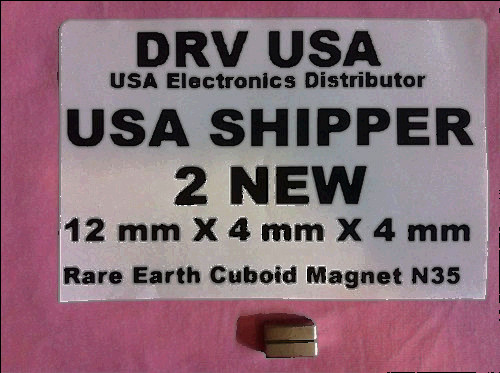 DRV USA
USA Electronics Distributor
USA SHIPPER
2 NEW
12 mm X 4 mm X 4 mm
Rare Earth Cuboid Magnet N35